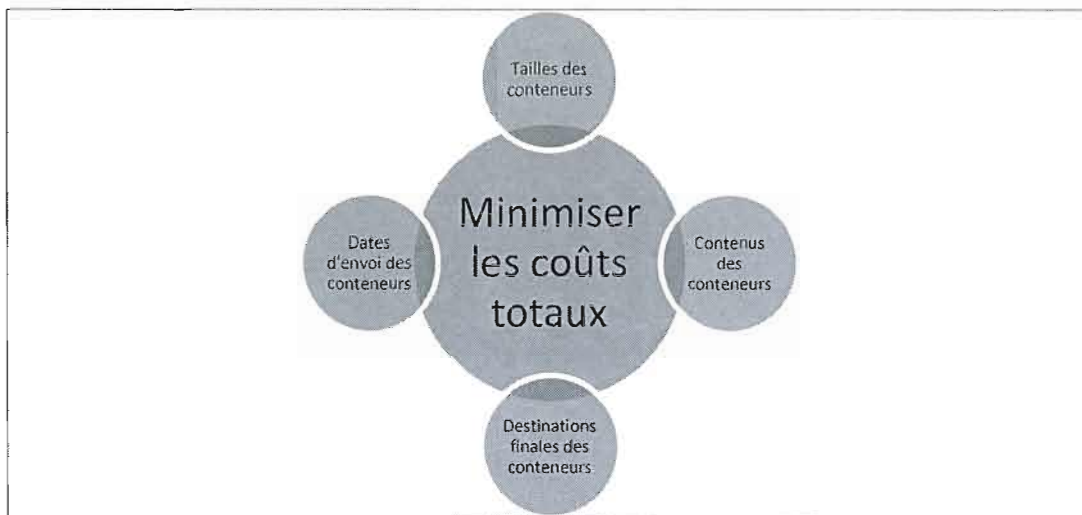 Tailles des
conteneurs
Minimiser
les coûts
totaux
Dates
d'envoi des
conteneurs
Contenus
des
conteneurs
Destinations
finales des
conteneurs